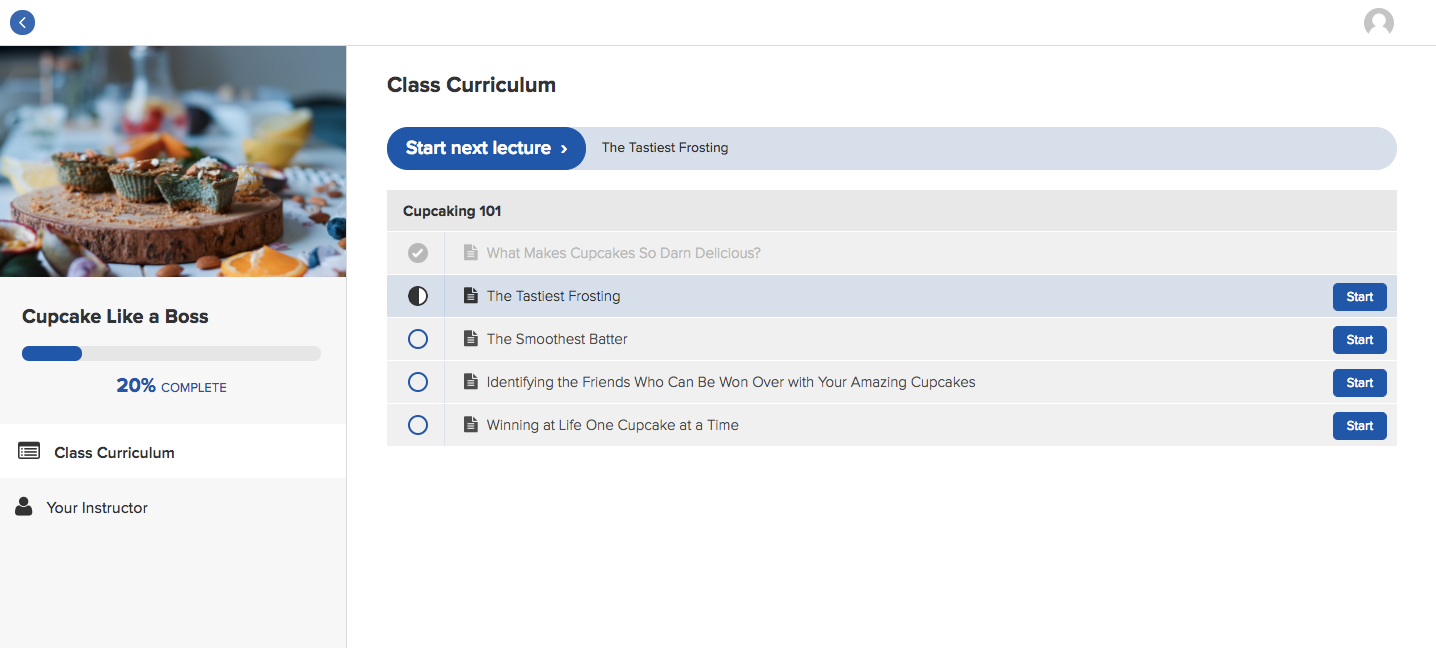 Class Curriculum
Start next lecture ›
The Tastiest Frosting
Cupcaking 101
What Makes Cupcakes So Darn Delicious?
The Tastiest Frosting
Start
The Smoothest Batter
Start
Identifying the Friends Who Can Be Won Over with Your Amazing Cupcakes
Start
Winning at Life One Cupcake at a Time
Start
Cupcake Like a Boss
20% COMPLETE
Class Curriculum
Your Instructor